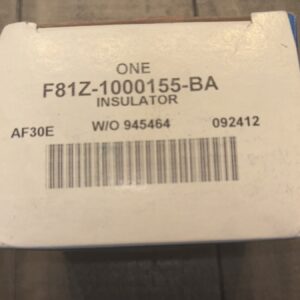 ONE
F81Z-1000155-BA
INSULATOR
AF30E W/O 945464 092412